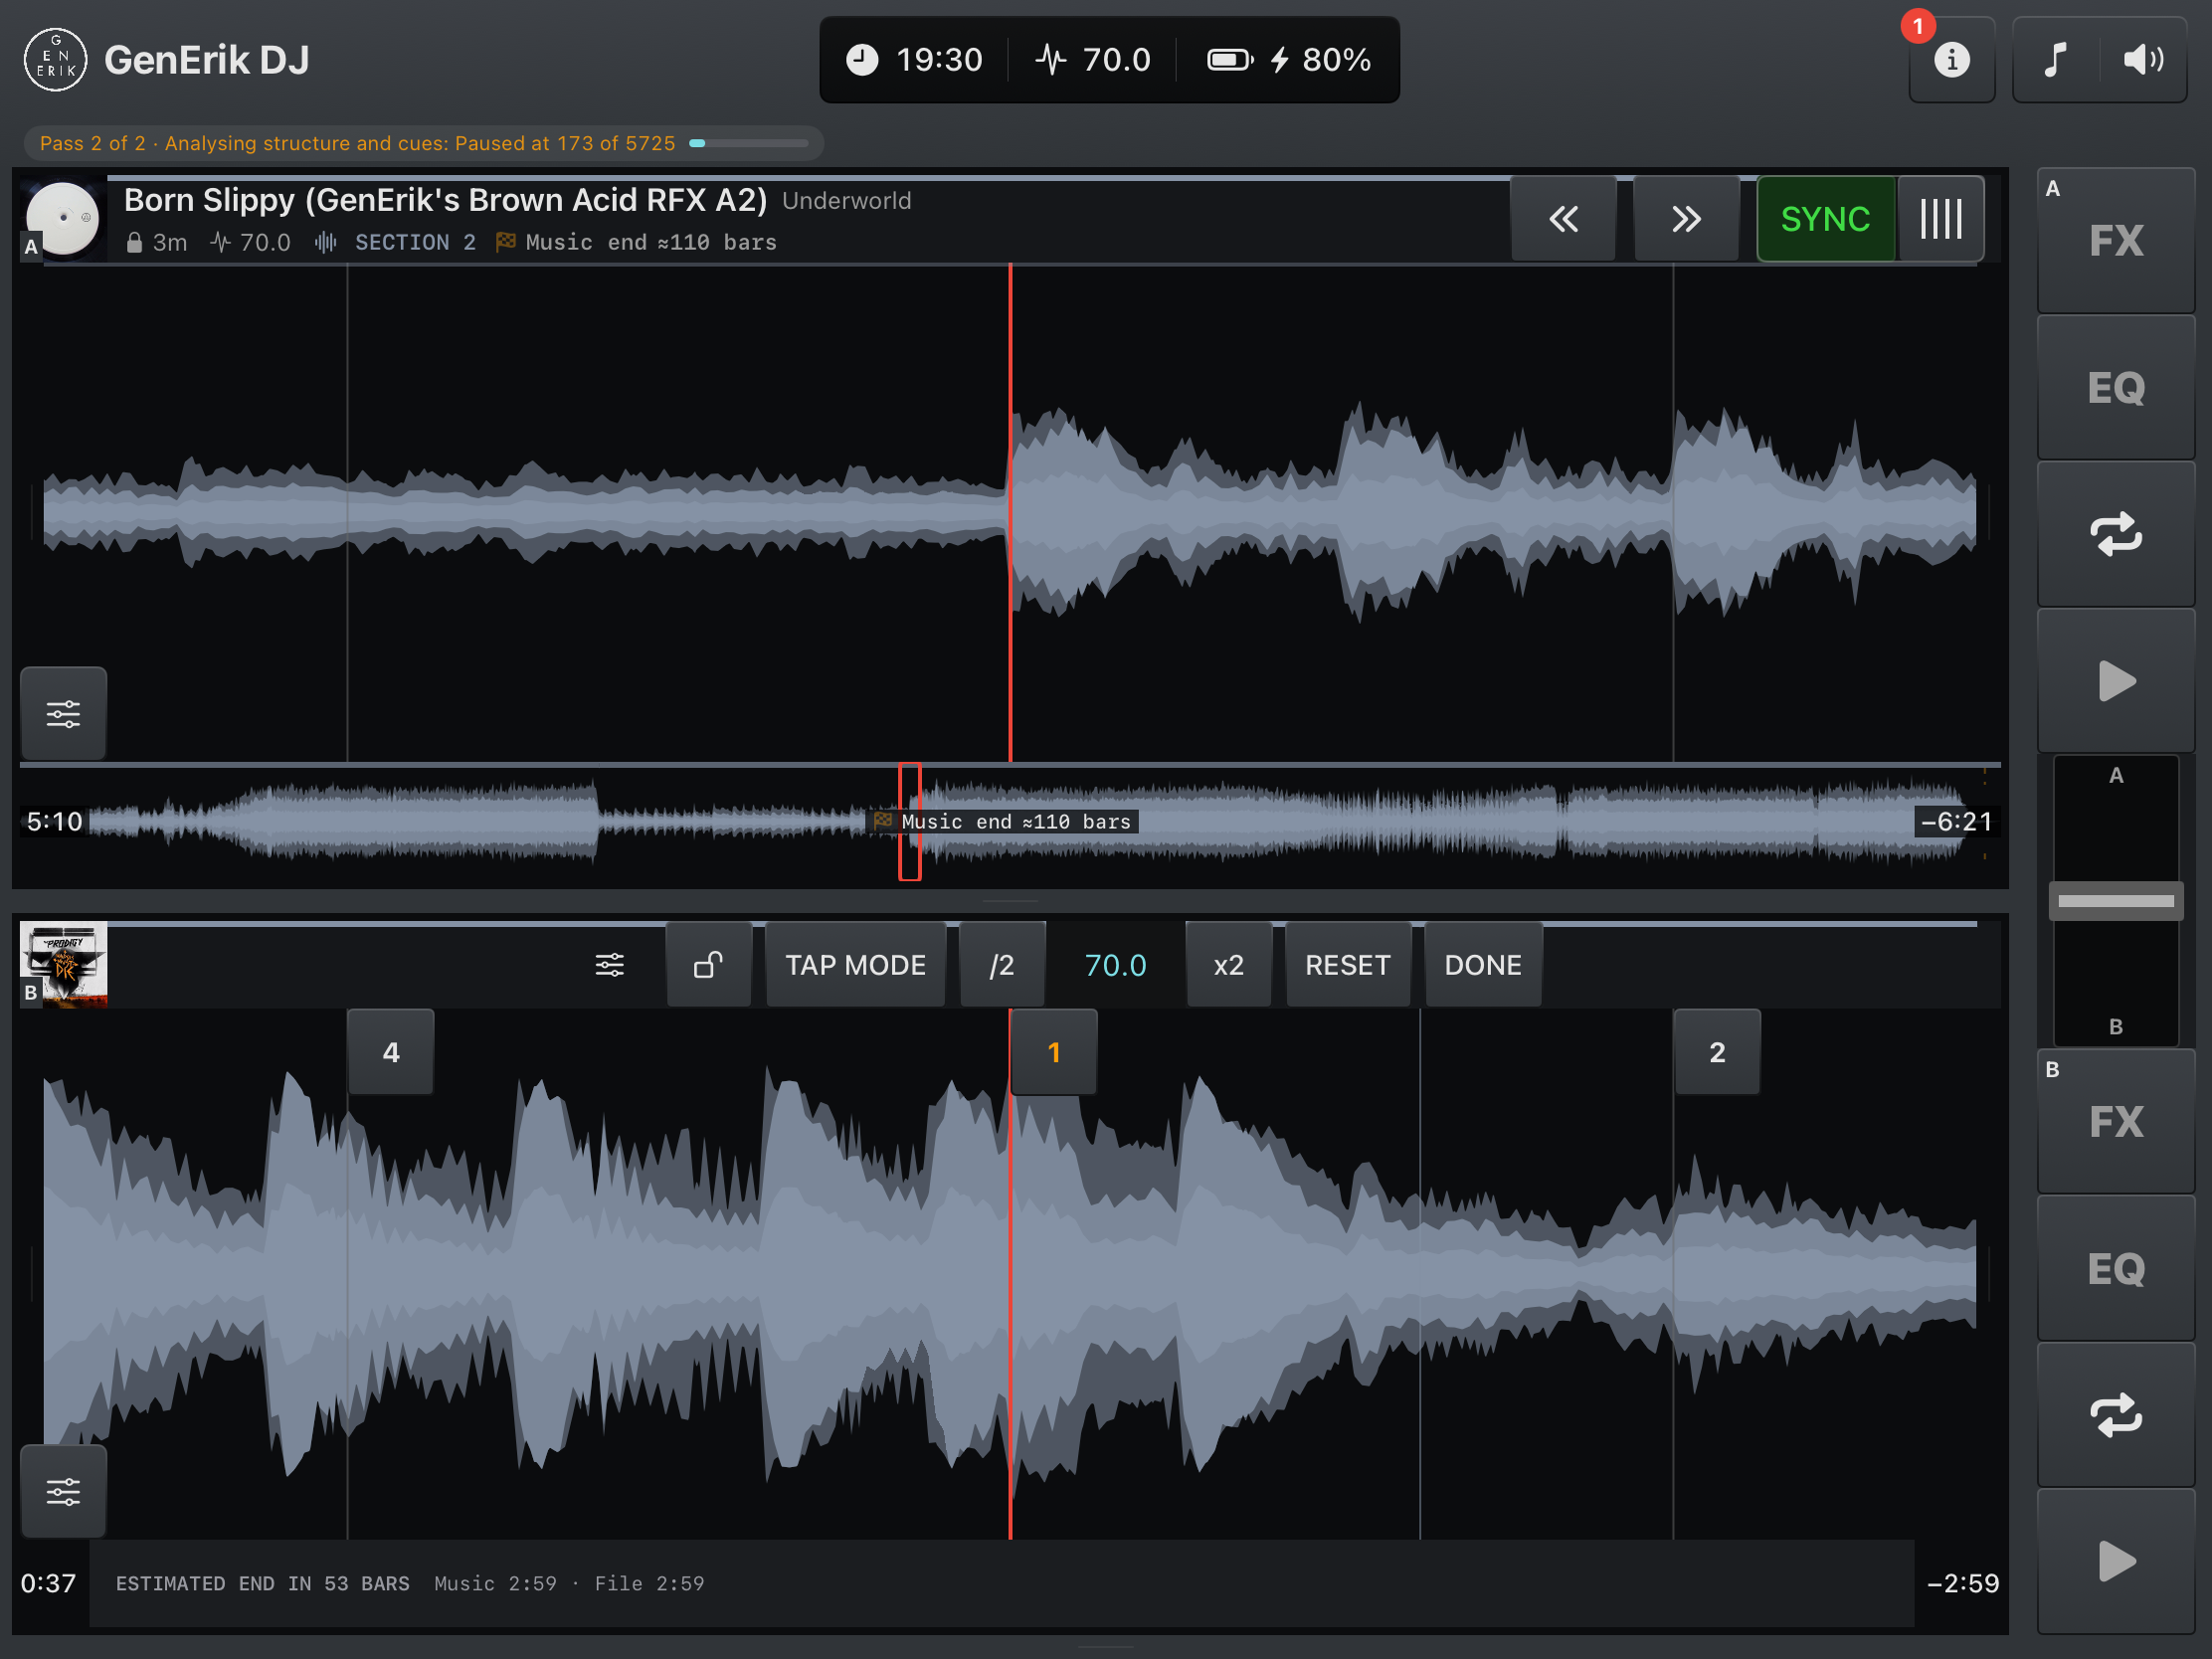 G
E N
ERIK
GenErik DJ
19:30
70.0
80%
1
Pass 2 of 2 · Analysing structure and cues: Paused at 173 of 5725
Born Slippy (GenErik's Brown Acid RFX A2) Underworld
A
3m 70.0 SECTION 2 Music end ≈110 bars
SYNC
A
FX
EQ
5:10
Music end ≈110 bars
−6:21
A
B
PRODIGY
B
TAP MODE
/2
70.0
x2
RESET
DONE
4
1
2
B
FX
EQ
0:37
ESTIMATED END IN 53 BARS Music 2:59 · File 2:59
−2:59